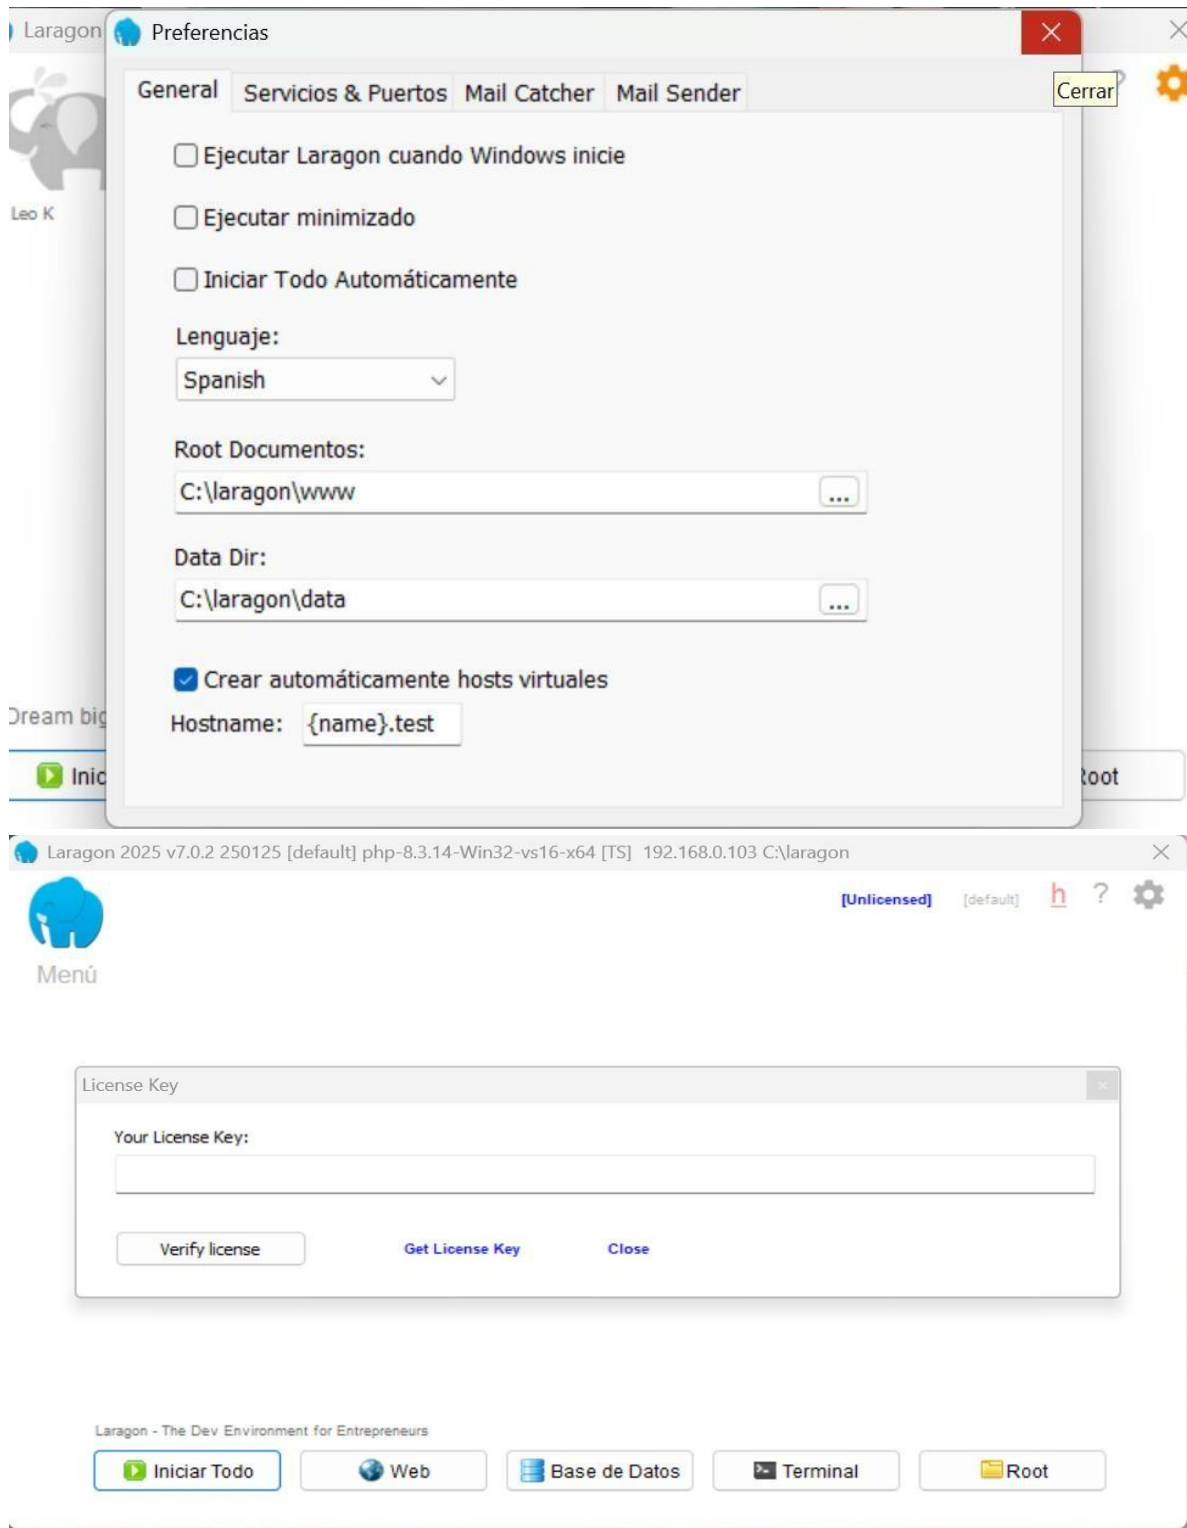 Laragon
Preferencias
General
Servicios & Puertos
Mail Catcher
Mail Sender
Cerrar
?
Leo K
Ejecutar Laragon cuando Windows inicie
Ejecutar minimizado
Iniciar Todo Automáticamente
Lenguaje:
Spanish
Root Documentos:
C:\laragon\www
...
Data Dir:
C:\laragon\data
...
Crear automáticamente hosts virtuales
Dream big
Hostname: {name}.test
Inic
Root
Laragon 2025 v7.0.2 250125 [default] php-8.3.14-Win32-vs16-x64 [TS] 192.168.0.103 C:\laragon
[Unlicensed] [default] h ?
Menú
License Key
Your License Key:
Verify license
Get License Key
Close
Laragon - The Dev Environment for Entrepreneurs
Iniciar Todo
Web
Base de Datos
Terminal
Root